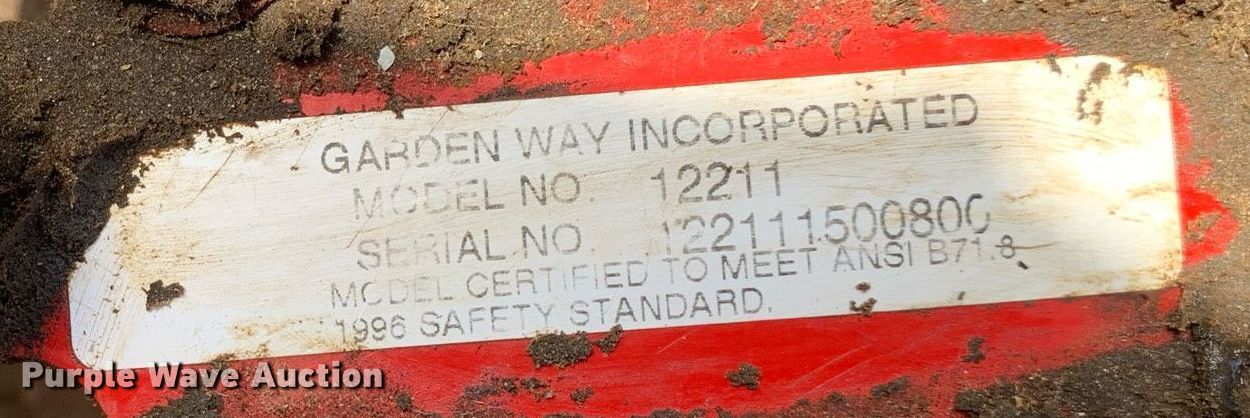 GARDEN WAY INCORPORATED
MODEL NO. 12211
SERIAL NO. 122111500800
MODEL CERTIFIED TO MEET ANSI B71.8
1996 SAFETY STANDARD.
Purple Wave Auction